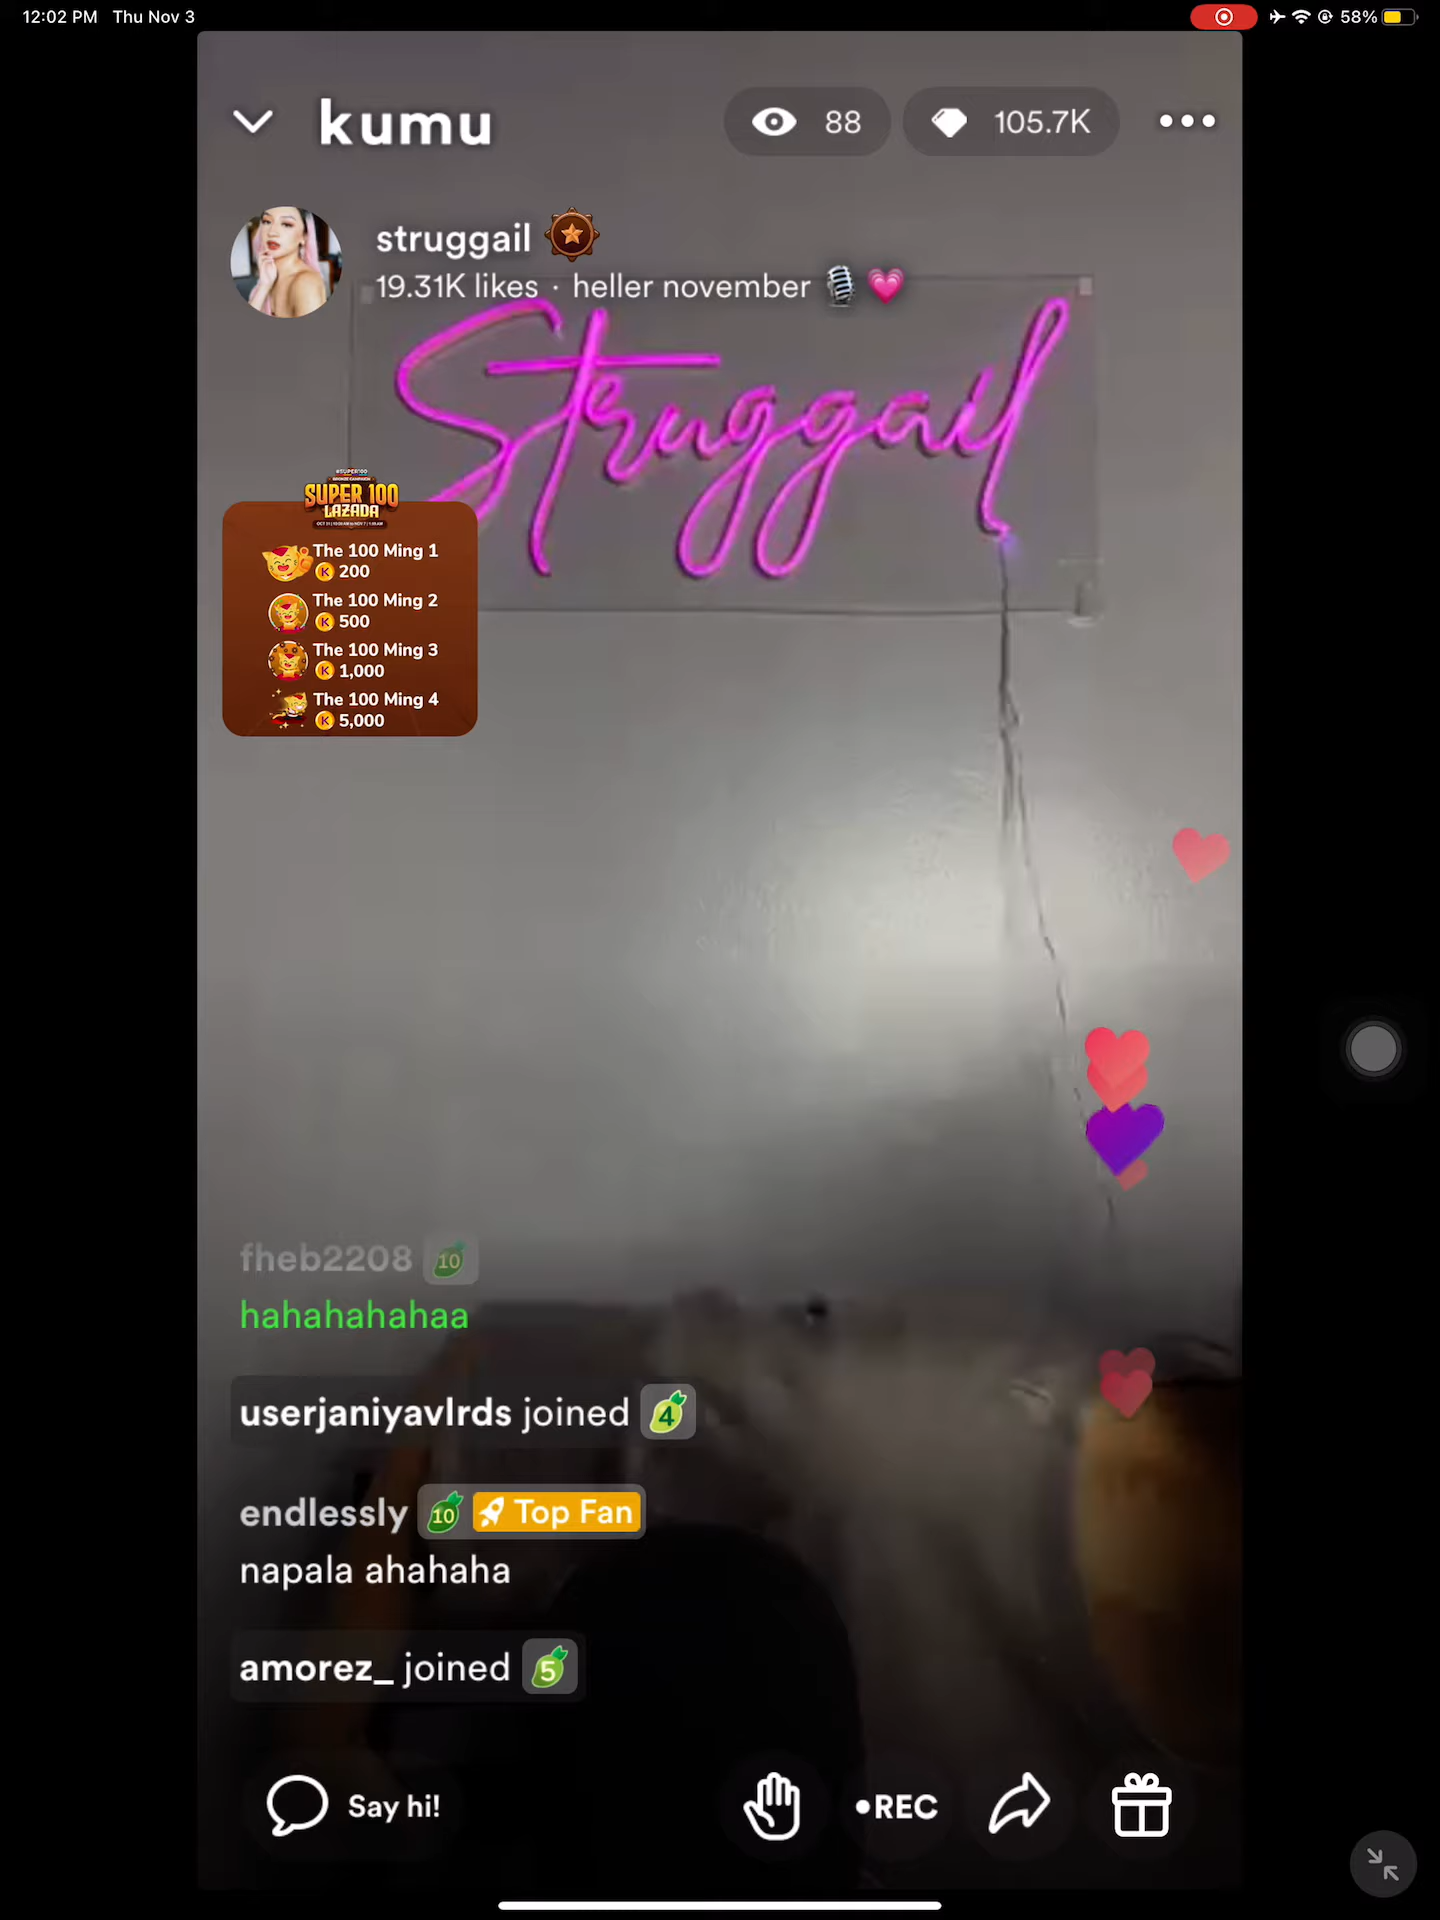 12:02 PM Thu Nov 3
58%
kumu
88
105.7K
struggail
19.31K likes · heller november
Struggail
#SUPER100
BRONZE CAMPAIGN
SUPER 100
LAZADA
The 100 Ming 1
K 200
The 100 Ming 2
K 500
The 100 Ming 3
K 1,000
The 100 Ming 4
K 5,000
fheb2208 10
hahahahahaa
userjaniyavlrds joined 4
endlessly 10 Top Fan
napala ahahaha
amorez_ joined 5
Say hi!
•REC